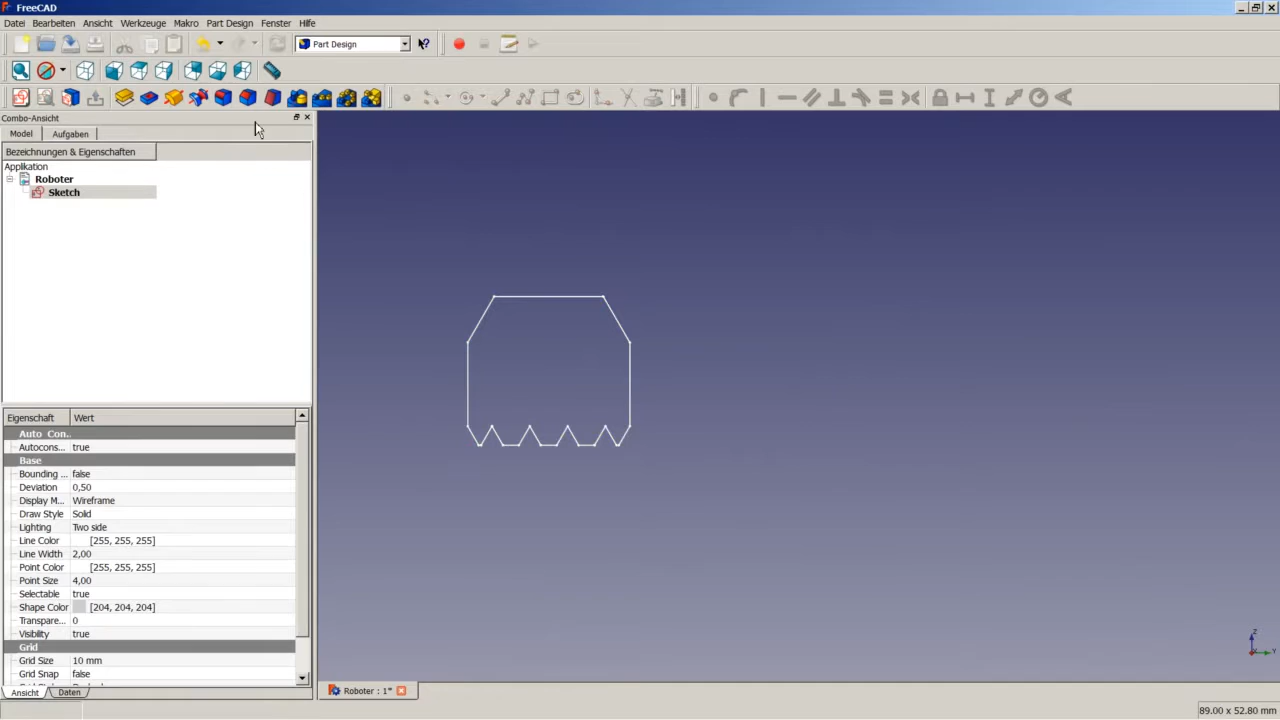 FreeCAD
Datei Bearbeiten Ansicht Werkzeuge Makro Part Design Fenster Hilfe
Part Design
Combo-Ansicht
Model Aufgaben
Bezeichnungen & Eigenschaften
Applikation
Roboter
Sketch
Eigenschaft Wert
Auto Con...
Autocons... true
Base
Bounding ... false
Deviation 0,50
Display M... Wireframe
Draw Style Solid
Lighting Two side
Line Color [255, 255, 255]
Line Width 2,00
Point Color [255, 255, 255]
Point Size 4,00
Selectable true
Shape Color [204, 204, 204]
Transpare... 0
Visibility true
Grid
Grid Size 10 mm
Grid Snap false
Ansicht Daten
Roboter : 1*
Z
Y
89.00 x 52.80 mm